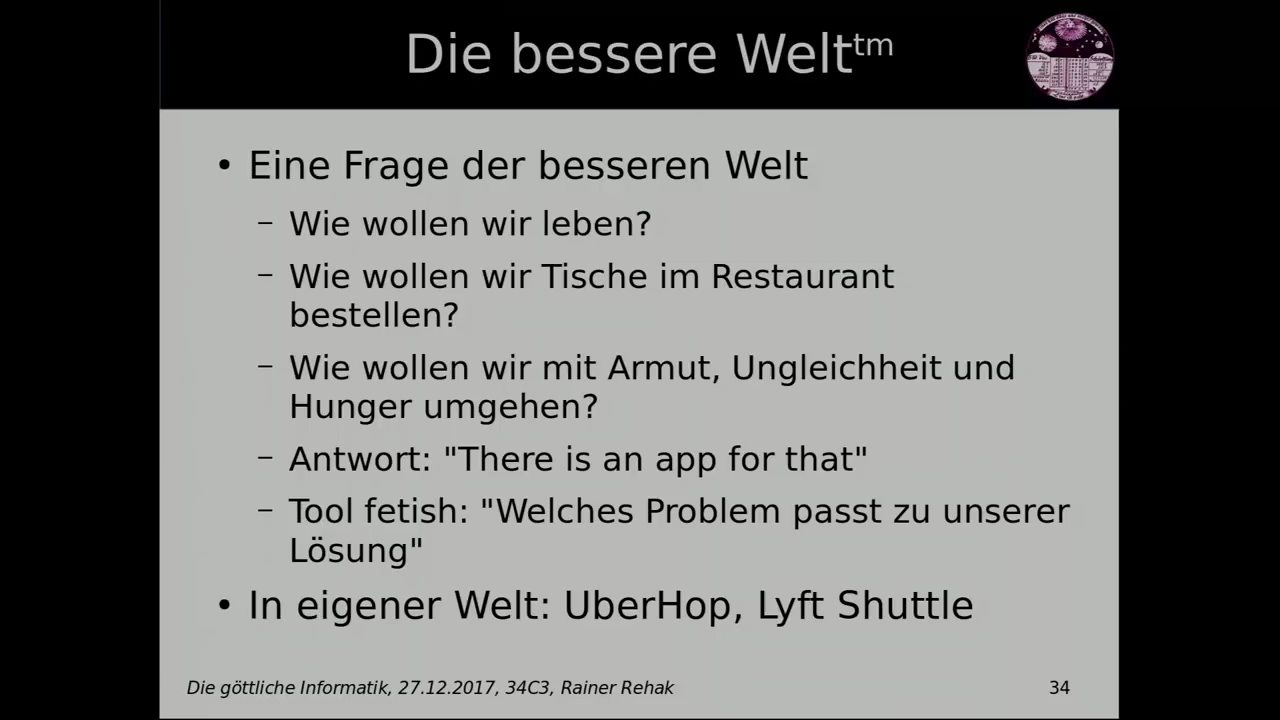 Die bessere Welt™
• Eine Frage der besseren Welt
– Wie wollen wir leben?
– Wie wollen wir Tische im Restaurant
bestellen?
– Wie wollen wir mit Armut, Ungleichheit und
Hunger umgehen?
– Antwort: "There is an app for that"
– Tool fetish: "Welches Problem passt zu unserer
Lösung"
• In eigener Welt: UberHop, Lyft Shuttle
Die göttliche Informatik, 27.12.2017, 34C3, Rainer Rehak
34